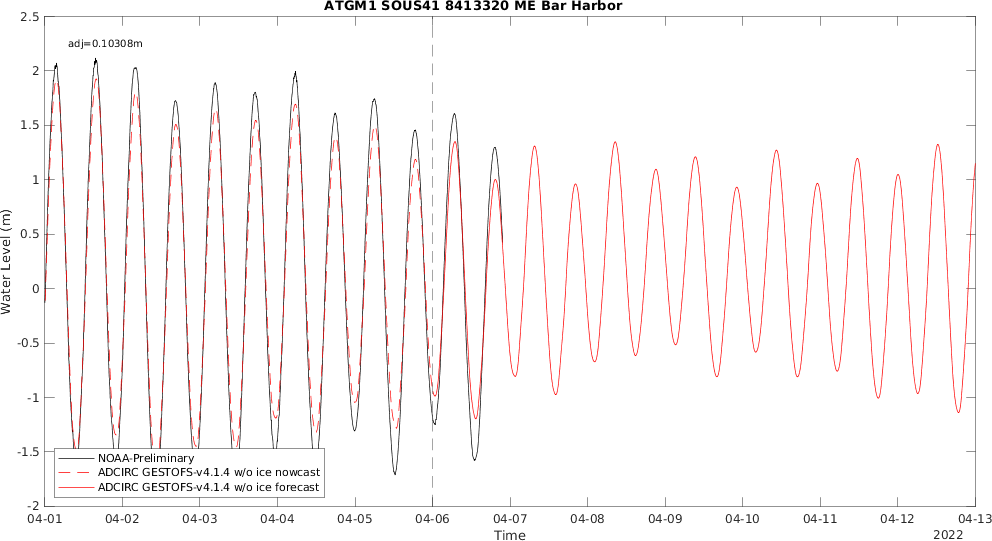 ATGM1 SOUS41 8413320 ME Bar Harbor
adj=0.10308m
2.5
2
1.5
1
0.5
0
-0.5
-1
-1.5
-2
Water Level (m)
NOAA-Preliminary
ADCIRC GESTOFS-v4.1.4 w/o ice nowcast
ADCIRC GESTOFS-v4.1.4 w/o ice forecast
04-01 04-02 04-03 04-04 04-05 04-06 04-07 04-08 04-09 04-10 04-11 04-12 04-13
Time
2022